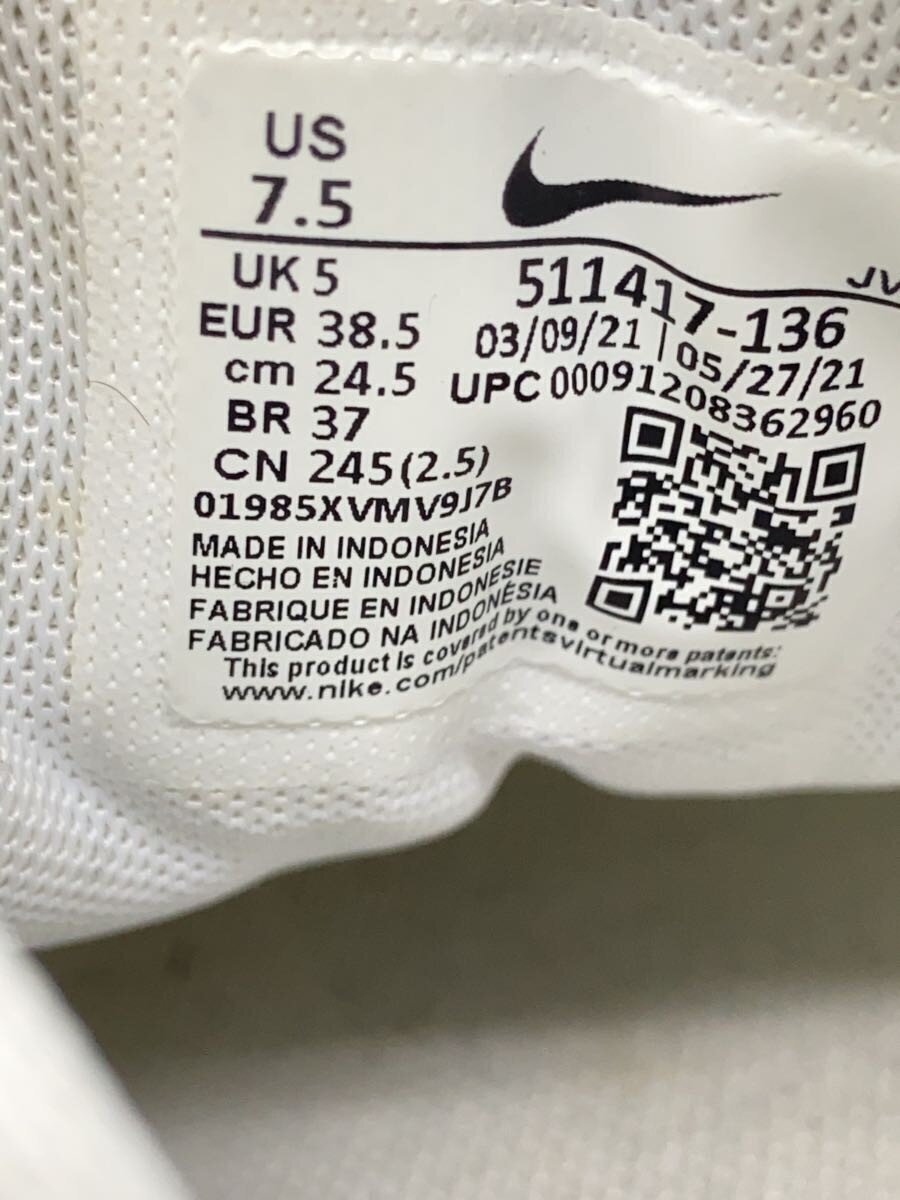 US
7.5
UK 5
EUR 38.5
cm 24.5
BR 37
CN 245(2.5)
01985XVMV9J7B
MADE IN INDONESIA
HECHO EN INDONESIA
FABRIQUE EN INDONESIE
FABRICADO NA INDONÉSIA
This product is covered by one or more patents:
www.nike.com/patentsvirtualmarking
JV
511417-136
03/09/21 | 05/27/21
UPC 00091208362960